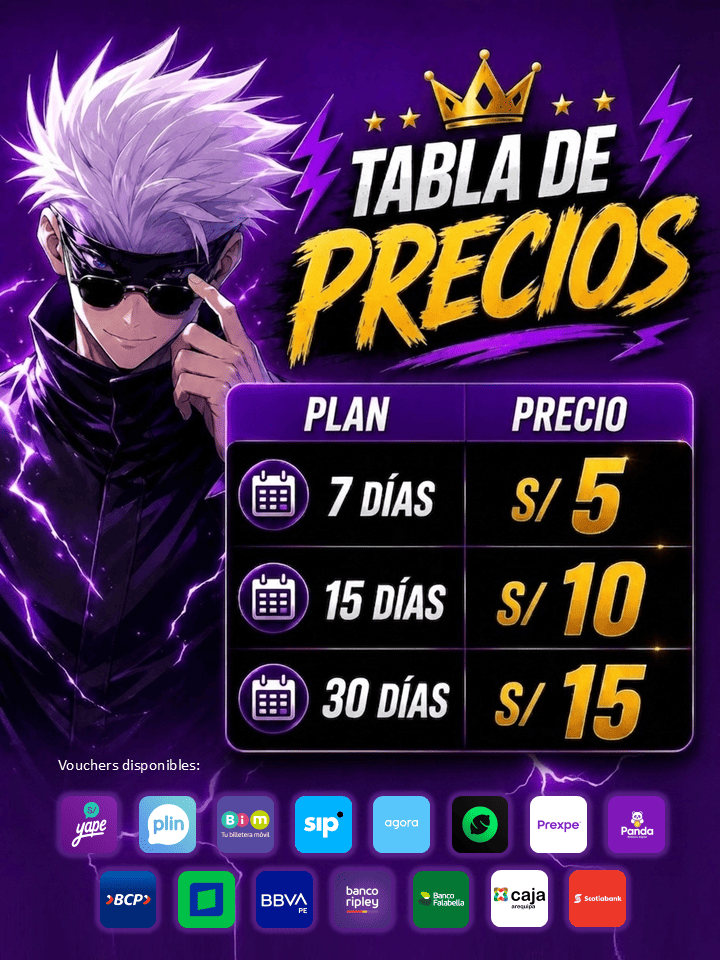 TABLA DE
PRECIOS
PLAN PRECIO
7 DÍAS S/ 5
15 DÍAS S/ 10
30 DÍAS S/ 15
Vouchers disponibles:
S/
yape
plin
BiM
Tu billetera móvil
sip
agora
Prexpe
Panda
BCP
BBVA
PE
banco
ripley
Banco
Falabella
caja
arequipa
Scotiabank